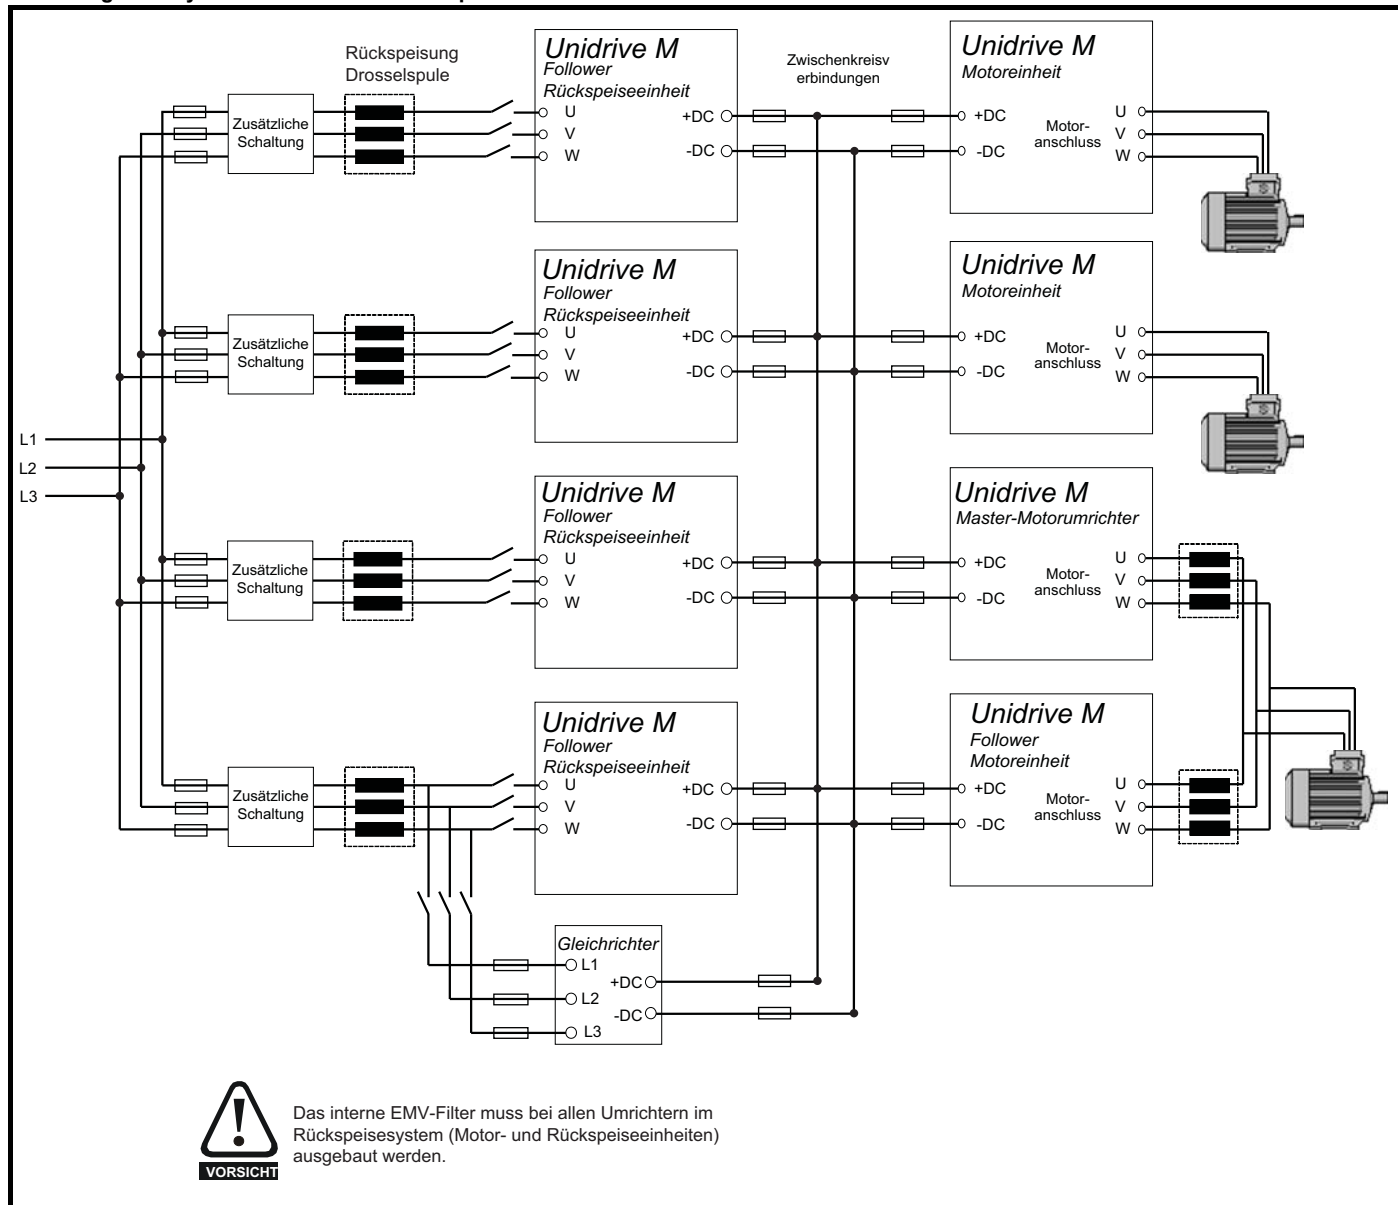 Rückspeisung
Drosselspule
Unidrive M
Follower
Rückspeiseeinheit
Zwischenkreisv
erbindungen
Unidrive M
Motoreinheit
Zusätzliche
Schaltung
U
V
W
+DC
-DC
+DC
-DC
Motor-
anschluss
U
V
W
Unidrive M
Follower
Rückspeiseeinheit
Unidrive M
Motoreinheit
Zusätzliche
Schaltung
U
V
W
+DC
-DC
+DC
-DC
Motor-
anschluss
U
V
W
L1
L2
L3
Unidrive M
Follower
Rückspeiseeinheit
Unidrive M
Master-Motorumrichter
Zusätzliche
Schaltung
U
V
W
+DC
-DC
+DC
-DC
Motor-
anschluss
U
V
W
Unidrive M
Follower
Rückspeiseeinheit
Unidrive M
Follower
Motoreinheit
Zusätzliche
Schaltung
U
V
W
+DC
-DC
+DC
-DC
Motor-
anschluss
U
V
W
Gleichrichter
L1
L2
L3
+DC
-DC
Das interne EMV-Filter muss bei allen Umrichtern im
Rückspeisesystem (Motor- und Rückspeiseeinheiten)
ausgebaut werden.
VORSICHT